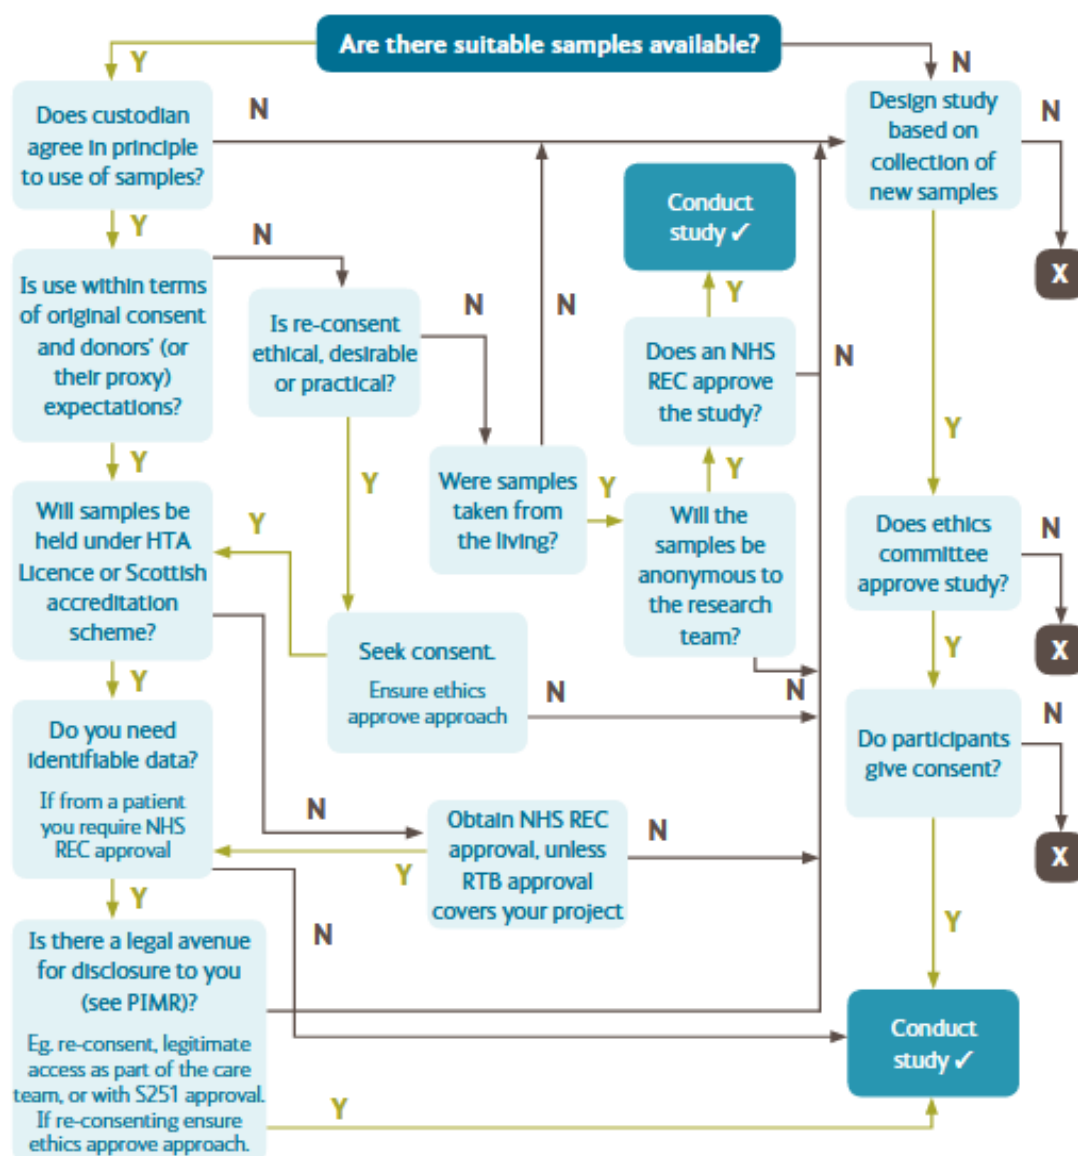 Are there suitable samples available?
Y
N
Does custodian
agree in principle
to use of samples?
N
Design study
based on
collection of
new samples
N
X
Y
N
Conduct
study ✓
Is use within terms
of original consent
and donors' (or
their proxy)
expectations?
Is re-consent
ethical, desirable
or practical?
N
N
Y
Does an NHS
REC approve
the study?
N
Y
Y
Y
Were samples
taken from
the living?
Y
Y
Will the
samples be
anonymous to
the research
team?
Will samples be
held under HTA
Licence or Scottish
accreditation
scheme?
Y
Does ethics
committee
approve study?
N
X
Seek consent.
Ensure ethics
approve approach
N
N
Y
Y
Do you need
identifiable data?
If from a patient
you require NHS
REC approval
Do participants
give consent?
N
X
N
Obtain NHS REC
approval, unless
RTB approval
covers your project
N
Y
Y
N
Y
Is there a legal avenue
for disclosure to you
(see PIMR)?
Eg. re-consent, legitimate
access as part of the care
team, or with S251 approval.
If re-consenting ensure
ethics approve approach.
Y
Conduct
study ✓